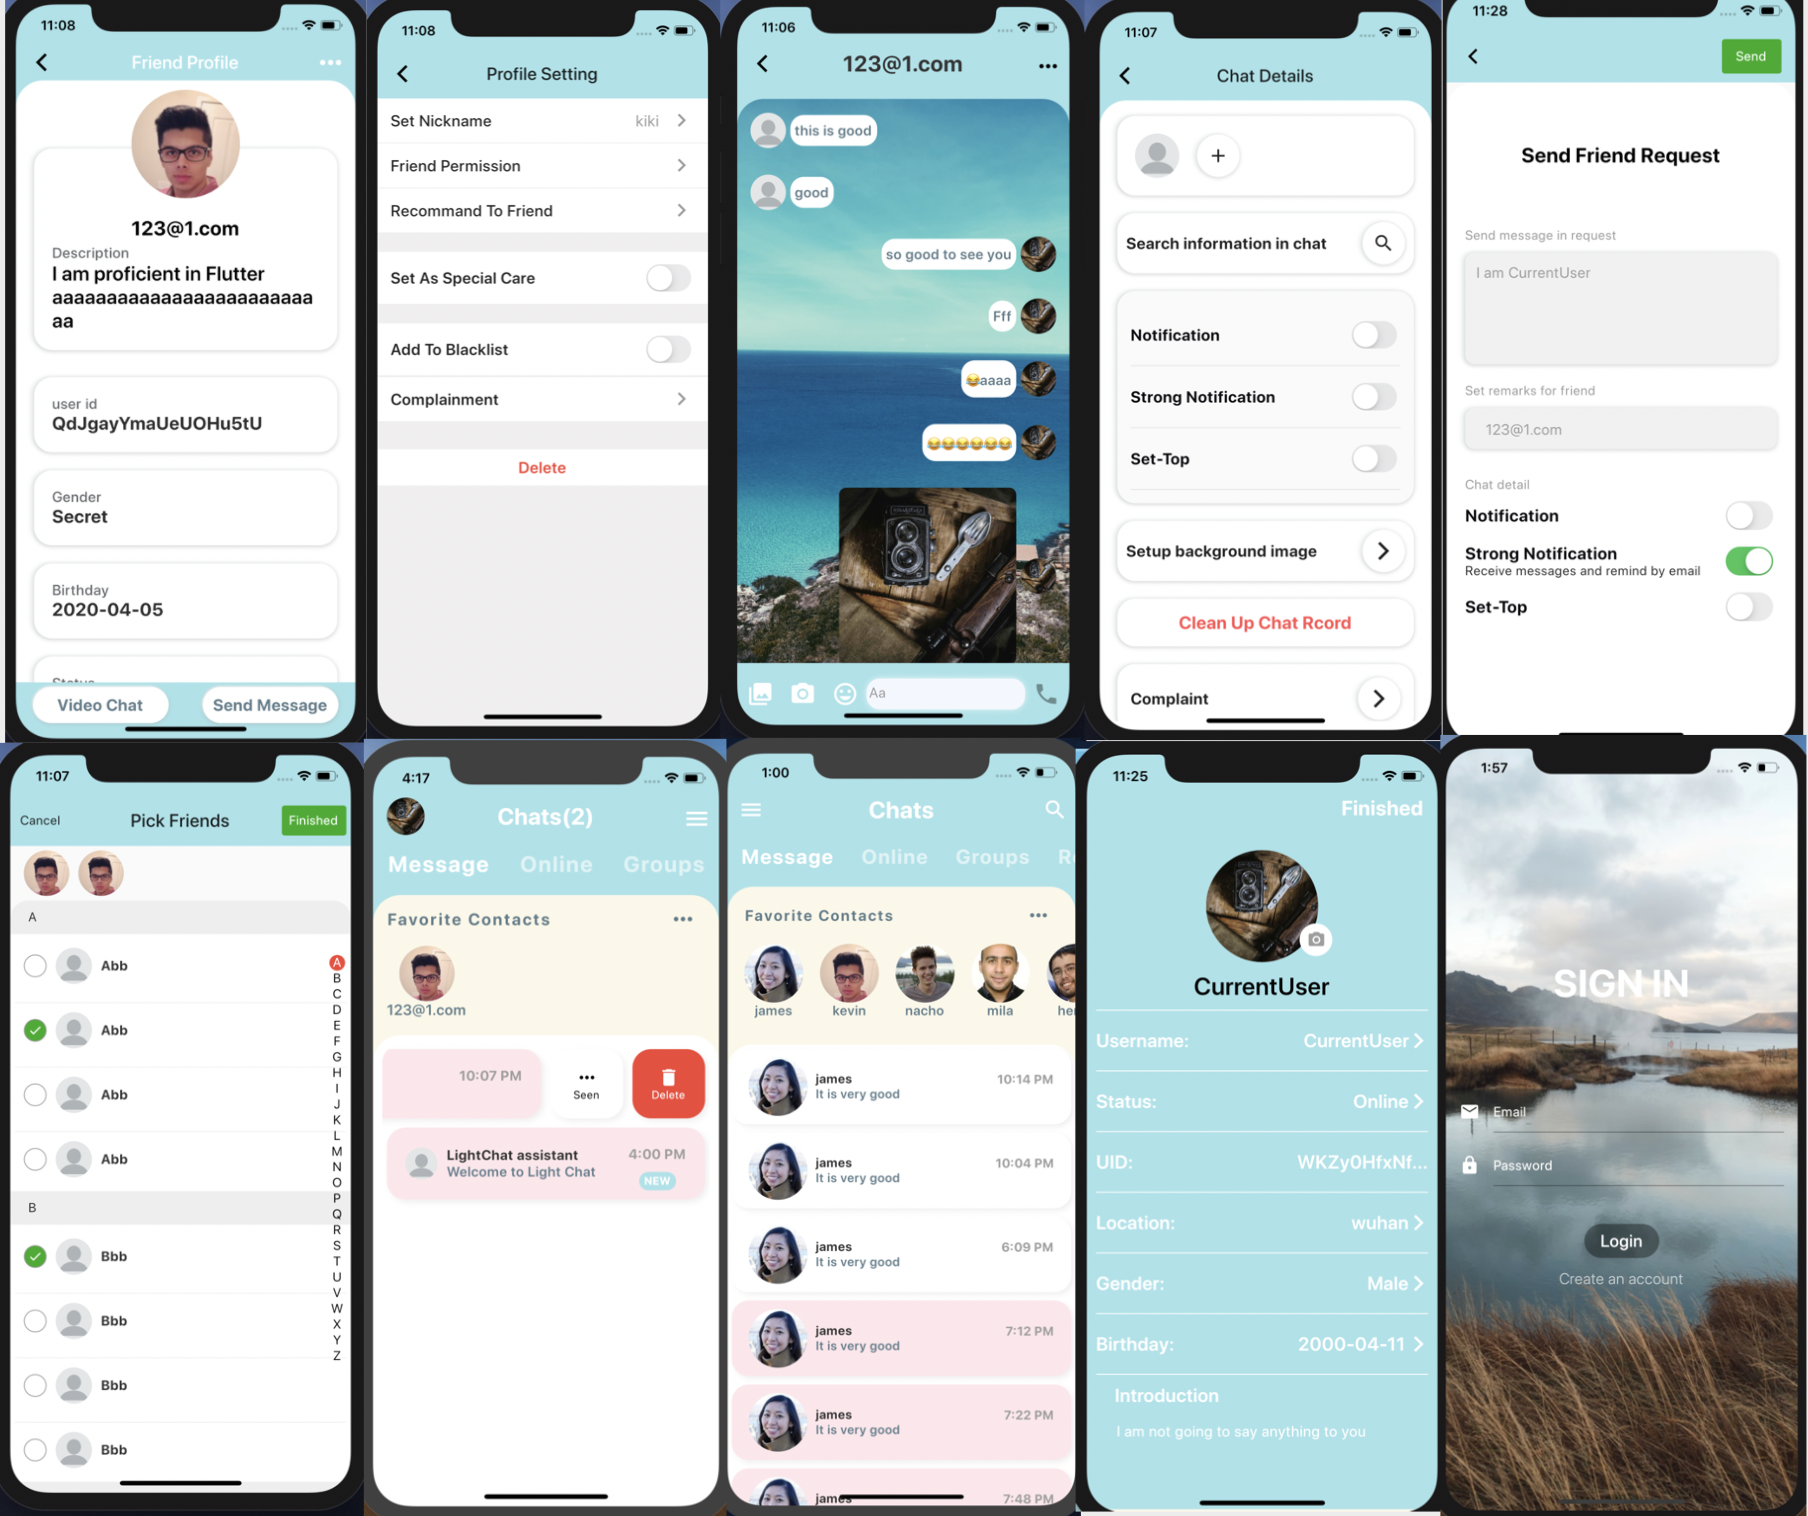 11:08
Friend Profile
123@1.com
Description
I am proficient in Flutter
aaaaaaaaaaaaaaaaaaaaaaaa
aa
user id
QdJgayYmaUeUOHu5tU
Gender
Secret
Birthday
2020-04-05
Status
Video Chat
Send Message
11:08
Profile Setting
Set Nickname kiki
Friend Permission
Recommand To Friend
Set As Special Care
Add To Blacklist
Complainment
Delete
11:06
123@1.com
this is good
good
so good to see you
Fff
😂aaaa
😂😂😂😂😂😂
Aa
11:07
Chat Details
Search information in chat
Notification
Strong Notification
Set-Top
Setup background image
Clean Up Chat Rcord
Complaint
11:28
Send
Send Friend Request
Send message in request
I am CurrentUser
Set remarks for friend
123@1.com
Chat detail
Notification
Strong Notification
Receive messages and remind by email
Set-Top
11:07
Cancel Pick Friends Finished
A
Abb
Abb
Abb
Abb
B
Bbb
Bbb
Bbb
Bbb
A
B
C
D
E
F
G
H
I
J
K
L
M
N
O
P
Q
R
S
T
U
V
W
X
Y
Z
4:17
Chats(2)
Message Online Groups
Favorite Contacts
123@1.com
10:07 PM
Seen
Delete
LightChat assistant 4:00 PM
Welcome to Light Chat
NEW
1:00
Chats
Message Online Groups R
Favorite Contacts
james kevin nacho mila he
james 10:14 PM
It is very good
james 10:04 PM
It is very good
james 6:09 PM
It is very good
james 7:12 PM
It is very good
james 7:22 PM
It is very good
james 7:48 PM
11:25
Finished
CurrentUser
Username: CurrentUser
Status: Online
UID: WKZy0HfxNf...
Location: wuhan
Gender: Male
Birthday: 2000-04-11
Introduction
I am not going to say anything to you
1:57
SIGN IN
Email
Password
Login
Create an account